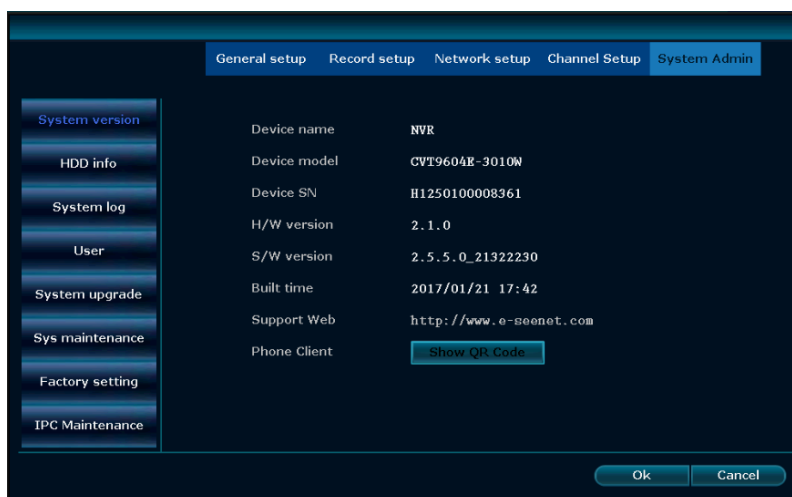 General setup Record setup Network setup Channel Setup System Admin
System version
HDD info
System log
User
System upgrade
Sys maintenance
Factory setting
IPC Maintenance
Device name NVR
Device model CVT9604E-3010W
Device SN H1250100008361
H/W version 2.1.0
S/W version 2.5.5.0_21322230
Built time 2017/01/21 17:42
Support Web http://www.e-seenet.com
Phone Client Show QR Code
Ok Cancel